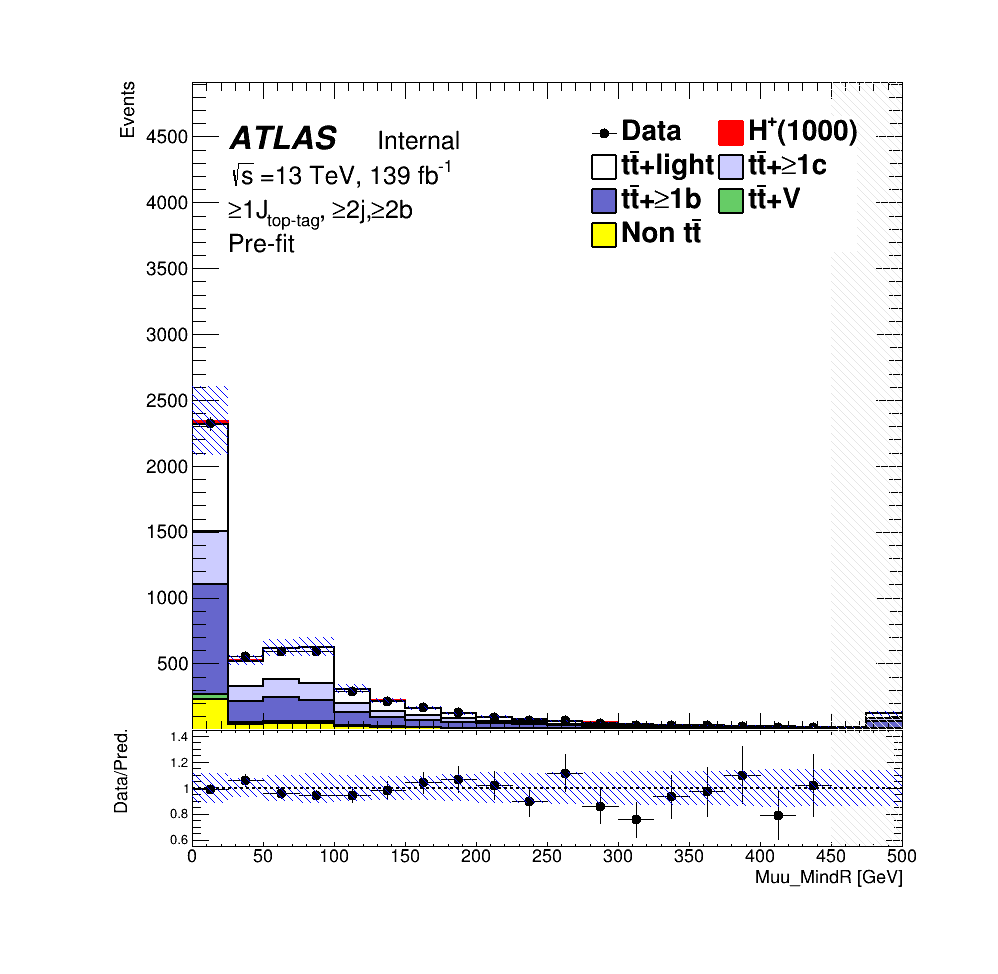 Events
4500
4000
3500
3000
2500
2000
1500
1000
500
ATLAS Internal
√s =13 TeV, 139 fb⁻¹
≥1J_top-tag, ≥2j,≥2b
Pre-fit
Data H⁺(1000)
tt̄+light tt̄+≥1c
tt̄+≥1b tt̄+V
Non tt̄
Data/Pred.
1.4
1.2
1
0.8
0.6
0 50 100 150 200 250 300 350 400 450 500
Muu_MindR [GeV]